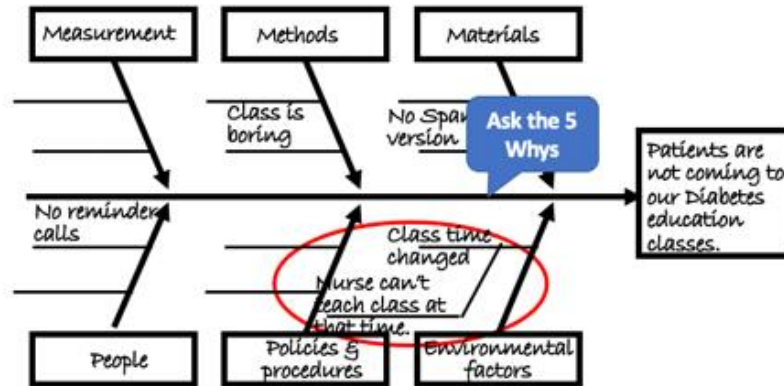 Measurement
Methods
Materials
Class is
boring
No Span
version
Ask the 5
Whys
Patients are
not coming to
our Diabetes
education
classes.
No reminder
calls
Class time
changed
Nurse can't
teach class at
that time.
People
Policies &
procedures
Environmental
factors